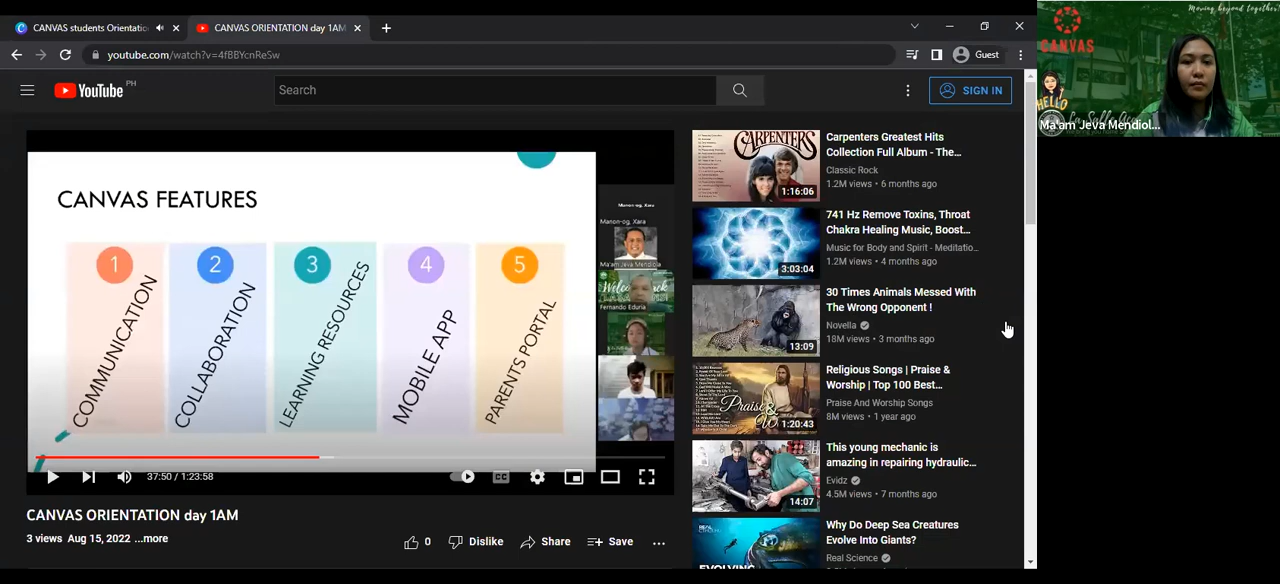 CANVAS students Orientatio
CANVAS ORIENTATION day 1AM
youtube.com/watch?v=4fBBYcnReSw
Guest
YouTube PH
Search
SIGN IN
CANVAS FEATURES
1
COMMUNICATION
2
COLLABORATION
3
LEARNING RESOURCES
4
MOBILE APP
5
PARENTS PORTAL
Manon-og, Xara
Manon-og, Xara
Ma'am Jeva Mendiola
Fernando Eduria
37:50 / 1:23:58
CC
CANVAS ORIENTATION day 1AM
3 views Aug 15, 2022 ...more
0
Dislike
Share
Save
CARPENTERS
1:16:06
Carpenters Greatest Hits
Collection Full Album - The...
Classic Rock
1.2M views • 6 months ago
3:03:04
741 Hz Remove Toxins, Throat
Chakra Healing Music, Boost...
Music for Body and Spirit - Meditatio...
1.2M views • 4 months ago
13:09
30 Times Animals Messed With
The Wrong Opponent !
Novella
18M views • 3 months ago
Praise
1:20:43
Religious Songs | Praise &
Worship | Top 100 Best...
Praise And Worship Songs
8M views • 1 year ago
14:07
This young mechanic is
amazing in repairing hydraulic...
Evidz
4.5M views • 7 months ago
REAL SCIENCE
EVOLVING
Why Do Deep Sea Creatures
Evolve Into Giants?
Real Science
Moving beyond together!
CANVAS
HELLO
Ma'am Jeva Mendiol...